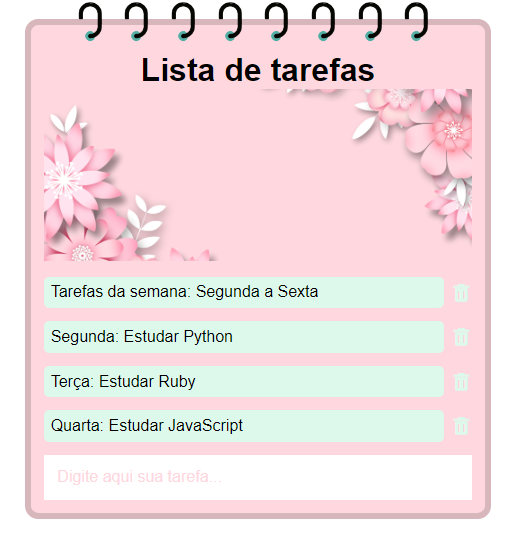 Lista de tarefas
Tarefas da semana: Segunda a Sexta
Segunda: Estudar Python
Terça: Estudar Ruby
Quarta: Estudar JavaScript
Digite aqui sua tarefa...